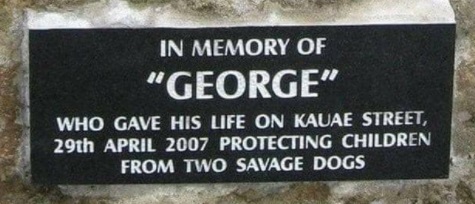 IN MEMORY OF
"GEORGE"
WHO GAVE HIS LIFE ON KAUAE STREET,
29th APRIL 2007 PROTECTING CHILDREN
FROM TWO SAVAGE DOGS